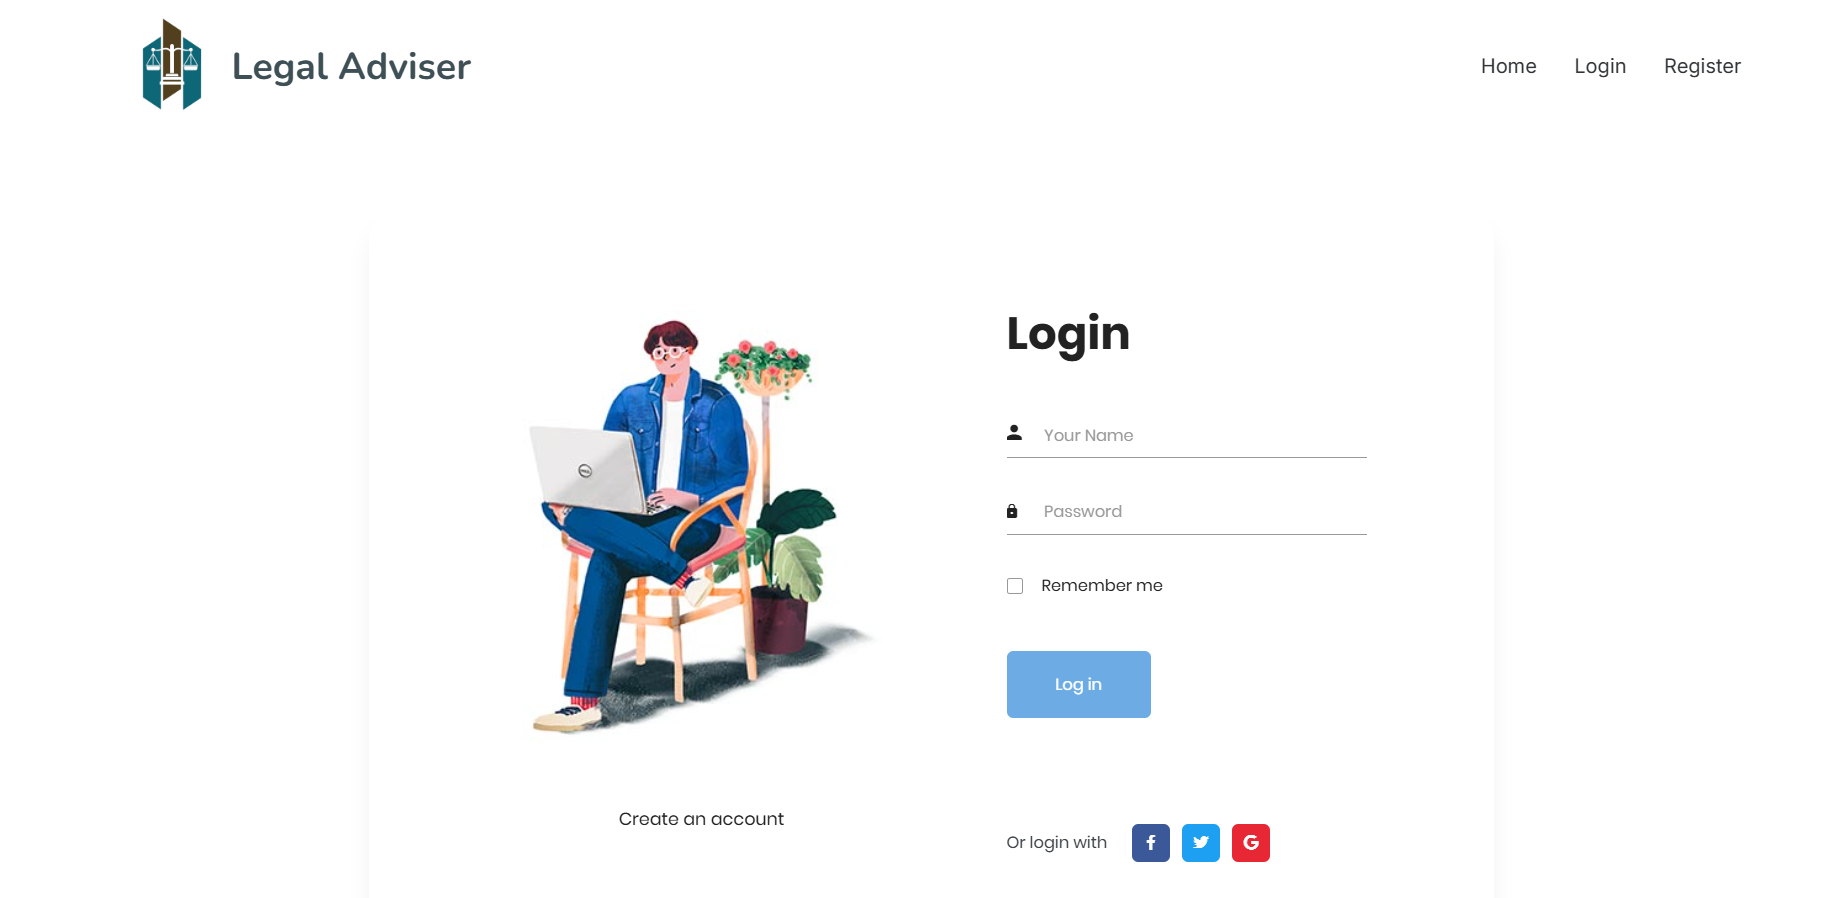 Legal Adviser
Home Login Register
Login
Your Name
Password
Remember me
Log in
Create an account
Or login with